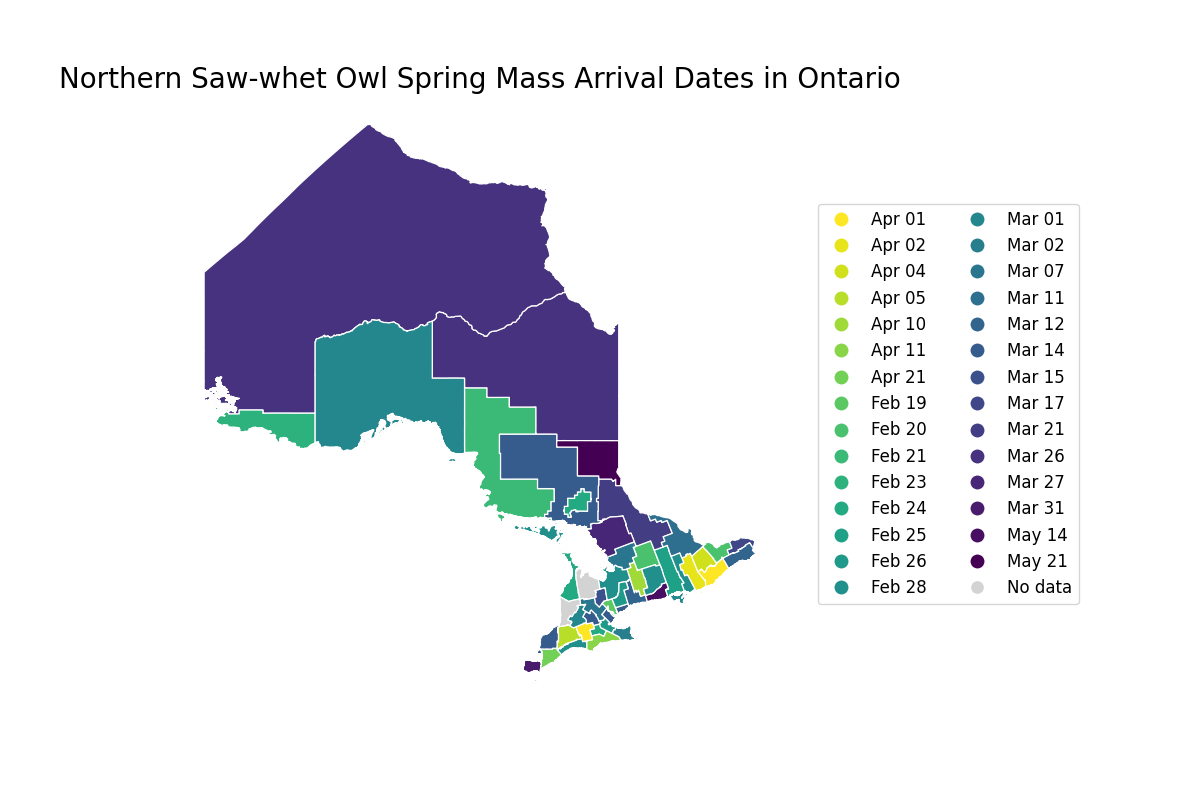 Northern Saw-whet Owl Spring Mass Arrival Dates in Ontario
Apr 01
Apr 02
Apr 04
Apr 05
Apr 10
Apr 11
Apr 21
Feb 19
Feb 20
Feb 21
Feb 23
Feb 24
Feb 25
Feb 26
Feb 28
Mar 01
Mar 02
Mar 07
Mar 11
Mar 12
Mar 14
Mar 15
Mar 17
Mar 21
Mar 26
Mar 27
Mar 31
May 14
May 21
No data